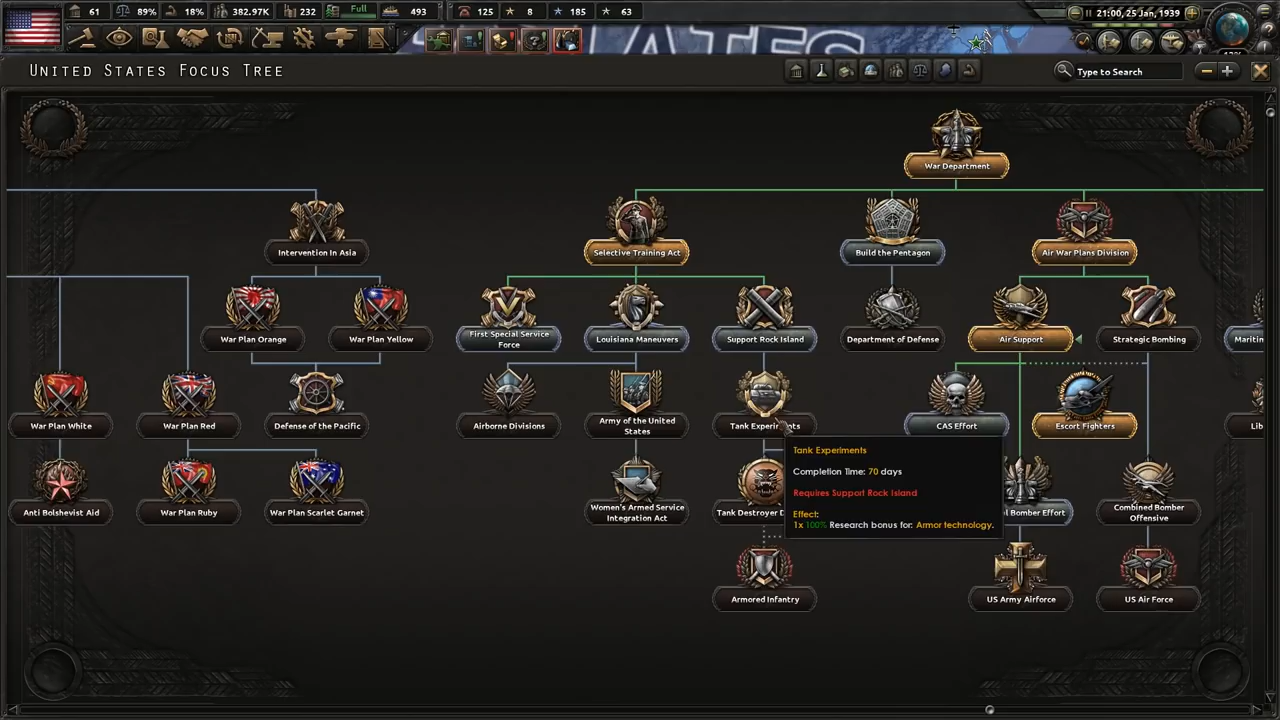 61 89% 18% 382.97K 232 Full 493 125 8 185 63 21:00, 25 Jan, 1939
UNITED STATES FOCUS TREE
Type to Search
War Department
Intervention In Asia
Selective Training Act
Build the Pentagon
Air War Plans Division
War Plan Orange
War Plan Yellow
First Special Service
Force
Louisiana Maneuvers
Support Rock Island
Department of Defense
Air Support
Strategic Bombing
War Plan White
War Plan Red
Defense of the Pacific
Airborne Divisions
Army of the United
States
Tank Experiments
CAS Effort
Escort Fighters
Tank Experiments
Completion Time: 70 days
Requires Support Rock Island
Effect:
1x 100% Research bonus for: Armor technology.
Anti Bolshevist Aid
War Plan Ruby
War Plan Scarlet Garnet
Women's Armed Service
Integration Act
Tank Destroyer D
l Bomber Effort
Combined Bomber
Offensive
Armored Infantry
US Army Airforce
US Air Force